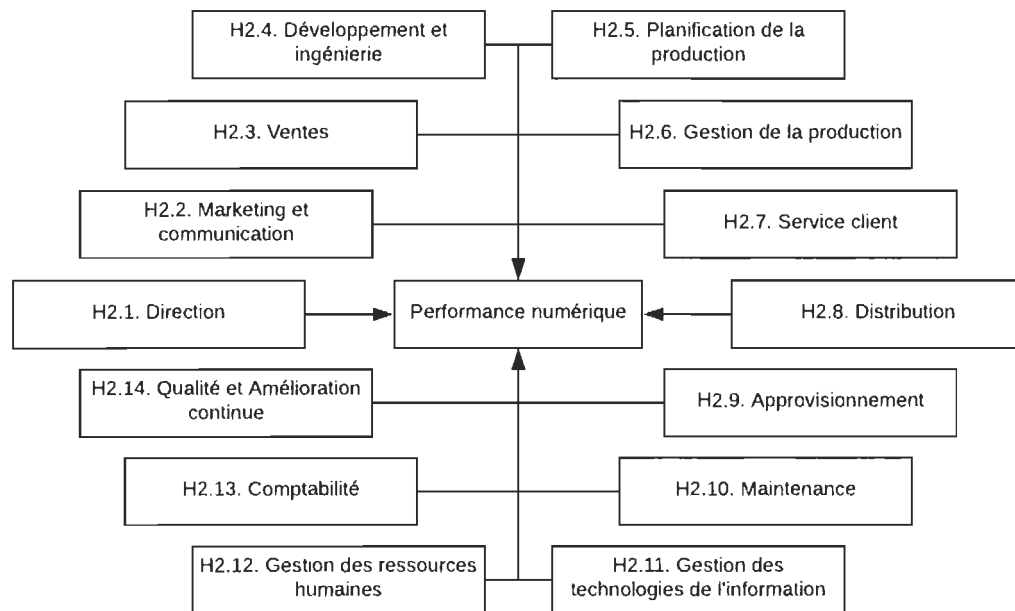 H2.4. Développement et
ingénierie
H2.5. Planification de la
production
H2.3. Ventes
H2.6. Gestion de la production
H2.2. Marketing et
communication
H2.7. Service client
H2.1. Direction
Performance numérique
H2.8. Distribution
H2.14. Qualité et Amélioration
continue
H2.9. Approvisionnement
H2.13. Comptabilité
H2.10. Maintenance
H2.12. Gestion des ressources
humaines
H2.11. Gestion des
technologies de l'information